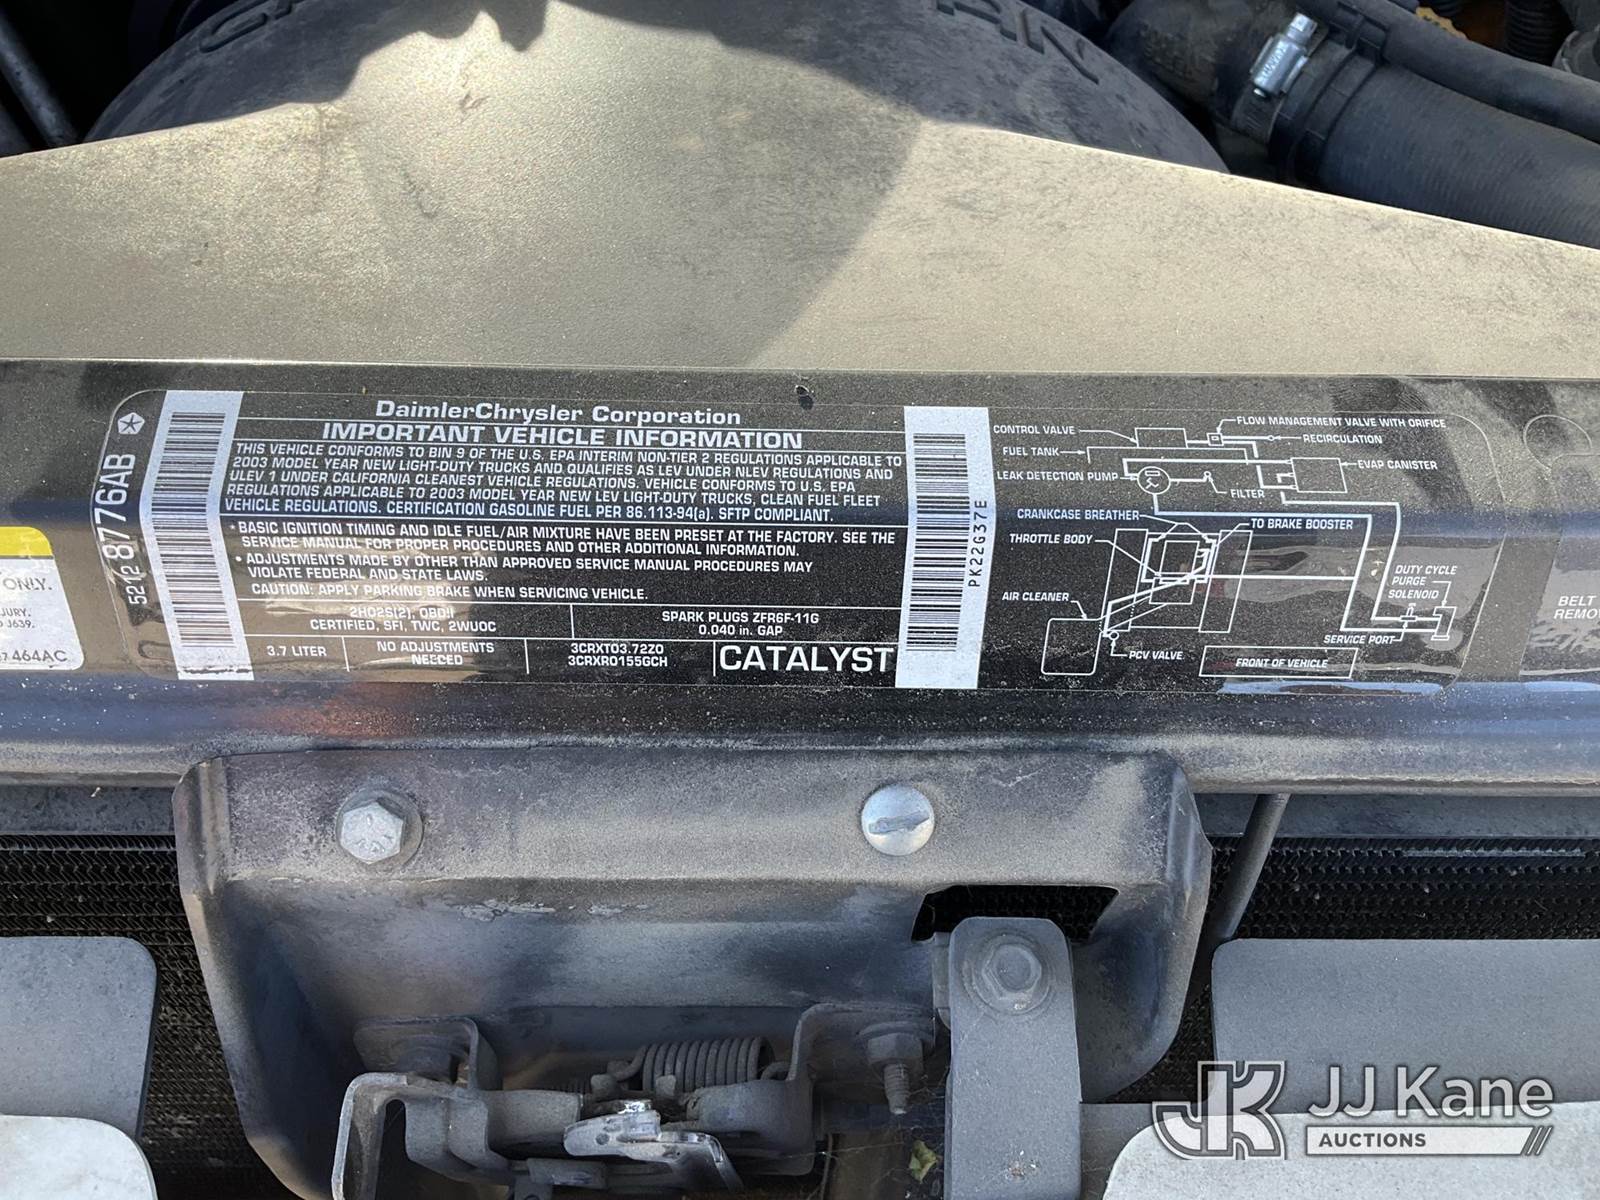 DaimlerChrysler Corporation
IMPORTANT VEHICLE INFORMATION
THIS VEHICLE CONFORMS TO BIN 9 OF THE U.S. EPA INTERIM NON-TIER 2 REGULATIONS APPLICABLE TO
2003 MODEL YEAR NEW LIGHT-DUTY TRUCKS AND QUALIFIES AS LEV UNDER NLEV REGULATIONS AND
ULEV 1 UNDER CALIFORNIA CLEANEST VEHICLE REGULATIONS. VEHICLE CONFORMS TO U.S. EPA
REGULATIONS APPLICABLE TO 2003 MODEL YEAR NEW LEV LIGHT-DUTY TRUCKS, CLEAN FUEL FLEET
VEHICLE REGULATIONS. CERTIFICATION GASOLINE FUEL PER 86.113-94(a). SFTP COMPLIANT.
• BASIC IGNITION TIMING AND IDLE FUEL/AIR MIXTURE HAVE BEEN PRESET AT THE FACTORY. SEE THE
SERVICE MANUAL FOR PROPER PROCEDURES AND OTHER ADDITIONAL INFORMATION.
• ADJUSTMENTS MADE BY OTHER THAN APPROVED SERVICE MANUAL PROCEDURES MAY
VIOLATE FEDERAL AND STATE LAWS.
CAUTION: APPLY PARKING BRAKE WHEN SERVICING VEHICLE.
2HO2S(2), OBD II
CERTIFIED, SFI, TWC, 2WUOC
SPARK PLUGS ZFR6F-11G
0.040 in. GAP
3.7 LITER
NO ADJUSTMENTS
NEEDED
3CRXT03.72Z0
3CRXR0155GCH
CATALYST
52128776AB
PK22G37E
CONTROL VALVE
FLOW MANAGEMENT VALVE WITH ORIFICE
RECIRCULATION
FUEL TANK
EVAP CANISTER
LEAK DETECTION PUMP
FILTER
CRANKCASE BREATHER
TO BRAKE BOOSTER
THROTTLE BODY
DUTY CYCLE
PURGE
SOLENOID
AIR CLEANER
SERVICE PORT
PCV VALVE
FRONT OF VEHICLE
ONLY.
JURY.
J639.
464AC
BELT
JK
JJ Kane
AUCTIONS